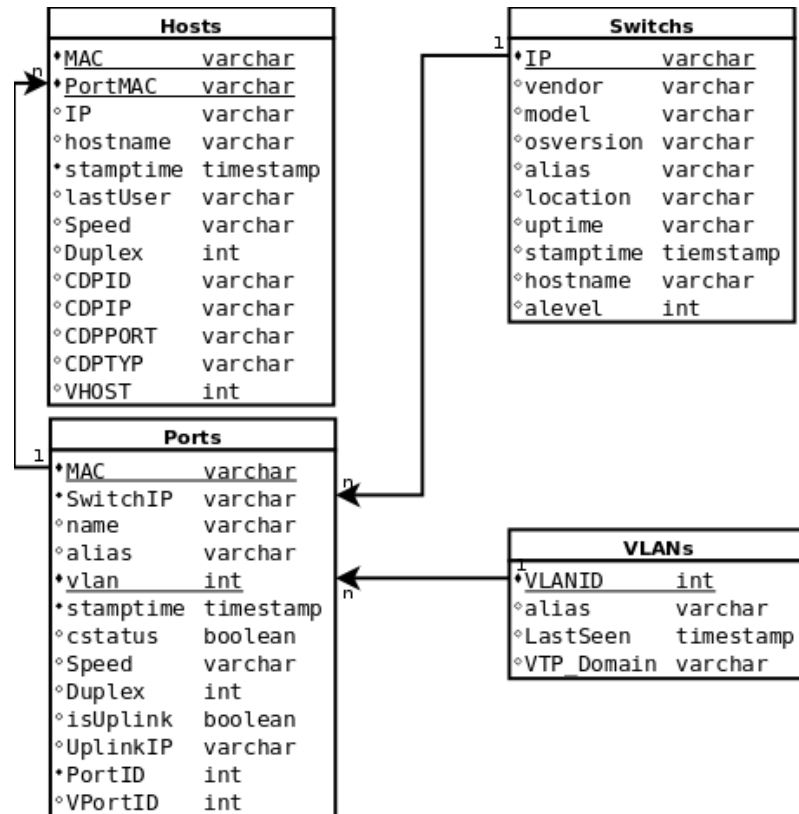 Hosts
MAC varchar
n
PortMAC varchar
IP varchar
hostname varchar
stamptime timestamp
lastUser varchar
Speed varchar
Duplex int
CDPID varchar
CDPIP varchar
CDPPORT varchar
CDPTYP varchar
VHOST int
Switchs
1
IP varchar
vendor varchar
model varchar
osversion varchar
alias varchar
location varchar
uptime varchar
stamptime tiemstamp
hostname varchar
alevel int
Ports
1
MAC varchar
n
SwitchIP varchar
name varchar
alias varchar
vlan int
n
stamptime timestamp
cstatus boolean
Speed varchar
Duplex int
isUplink boolean
UplinkIP varchar
PortID int
VPortID int
VLANs
1
VLANID int
alias varchar
LastSeen timestamp
VTP_Domain varchar